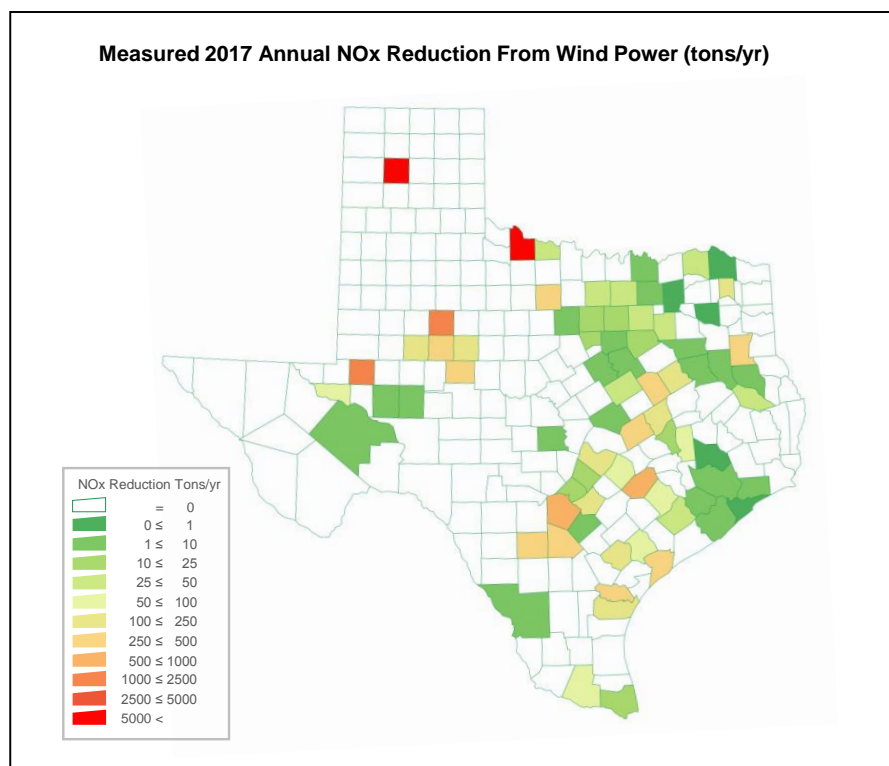 Measured 2017 Annual NOx Reduction From Wind Power (tons/yr)
NOx Reduction Tons/yr
= 0
0 ≤ 1
1 ≤ 10
10 ≤ 25
25 ≤ 50
50 ≤ 100
100 ≤ 250
250 ≤ 500
500 ≤ 1000
1000 ≤ 2500
2500 ≤ 5000
5000 <